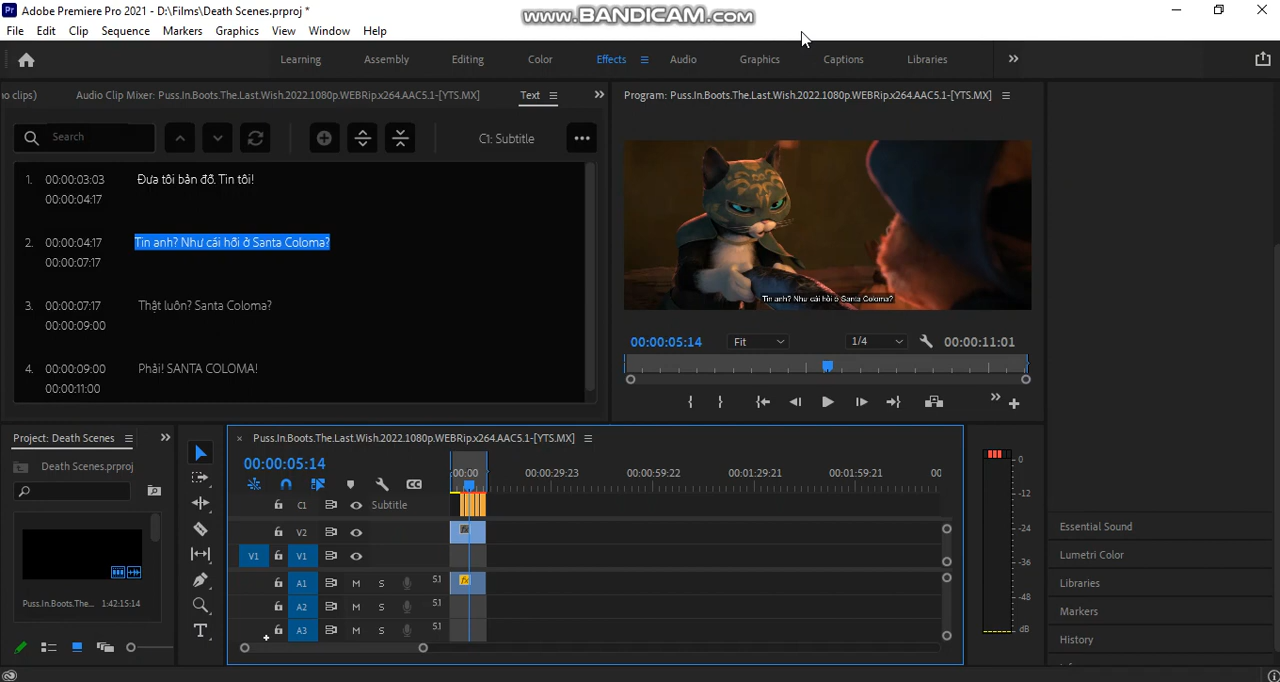 Adobe Premiere Pro 2021 - D:\Films\Death Scenes.prproj *
www.BANDICAM.com
File Edit Clip Sequence Markers Graphics View Window Help
Learning Assembly Editing Color Effects Audio Graphics Captions Libraries
o clips) Audio Clip Mixer: Puss.In.Boots.The.Last.Wish.2022.1080p.WEBRip.x264.AAC5.1-[YTS.MX] Text
Program: Puss.In.Boots.The.Last.Wish.2022.1080p.WEBRip.x264.AAC5.1-[YTS.MX]
Search
C1: Subtitle
1. 00:00:03:03 Đưa tôi bản đồ. Tin tôi!
00:00:04:17
2. 00:00:04:17 Tin anh? Như cái hồi ở Santa Coloma?
00:00:07:17
3. 00:00:07:17 Thật luôn? Santa Coloma?
00:00:09:00
4. 00:00:09:00 Phải! SANTA COLOMA!
00:00:11:00
Tin anh? Như cái hồi ở Santa Coloma?
00:00:05:14 Fit 1/4 00:00:11:01
Project: Death Scenes
Death Scenes.prproj
Puss.In.Boots.The... 1:42:15:14
Puss.In.Boots.The.Last.Wish.2022.1080p.WEBRip.x264.AAC5.1-[YTS.MX]
00:00:05:14
:00:00 00:00:29:23 00:00:59:22 00:01:29:21 00:01:59:21 00
C1 Subtitle
V2 fx
V1 V1
A1 M S 5.1 fx
A2 M S 5.1
A3 M S 5.1
0
-12
-24
-36
-48
dB
Essential Sound
Lumetri Color
Libraries
Markers
History